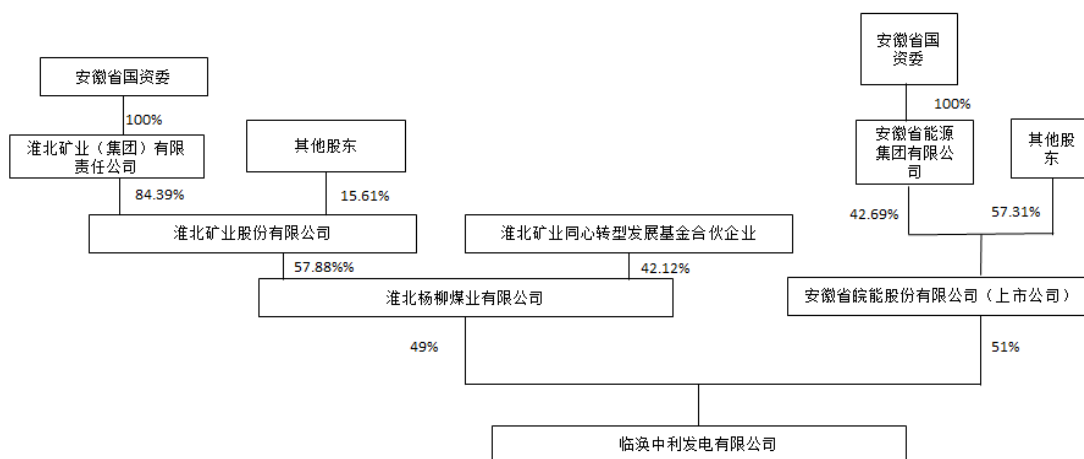 安徽省国
资委
安徽省国资委
100%
100%
淮北矿业（集团）有限
责任公司
其他股东
安徽省能源
集团有限公
司
其他股
东
84.39%
15.61%
42.69%
57.31%
淮北矿业股份有限公司
淮北矿业同心转型发展基金合伙企业
57.88%%
42.12%
淮北杨柳煤业有限公司
安徽省皖能股份有限公司（上市公司）
49%
51%
临涣中利发电有限公司